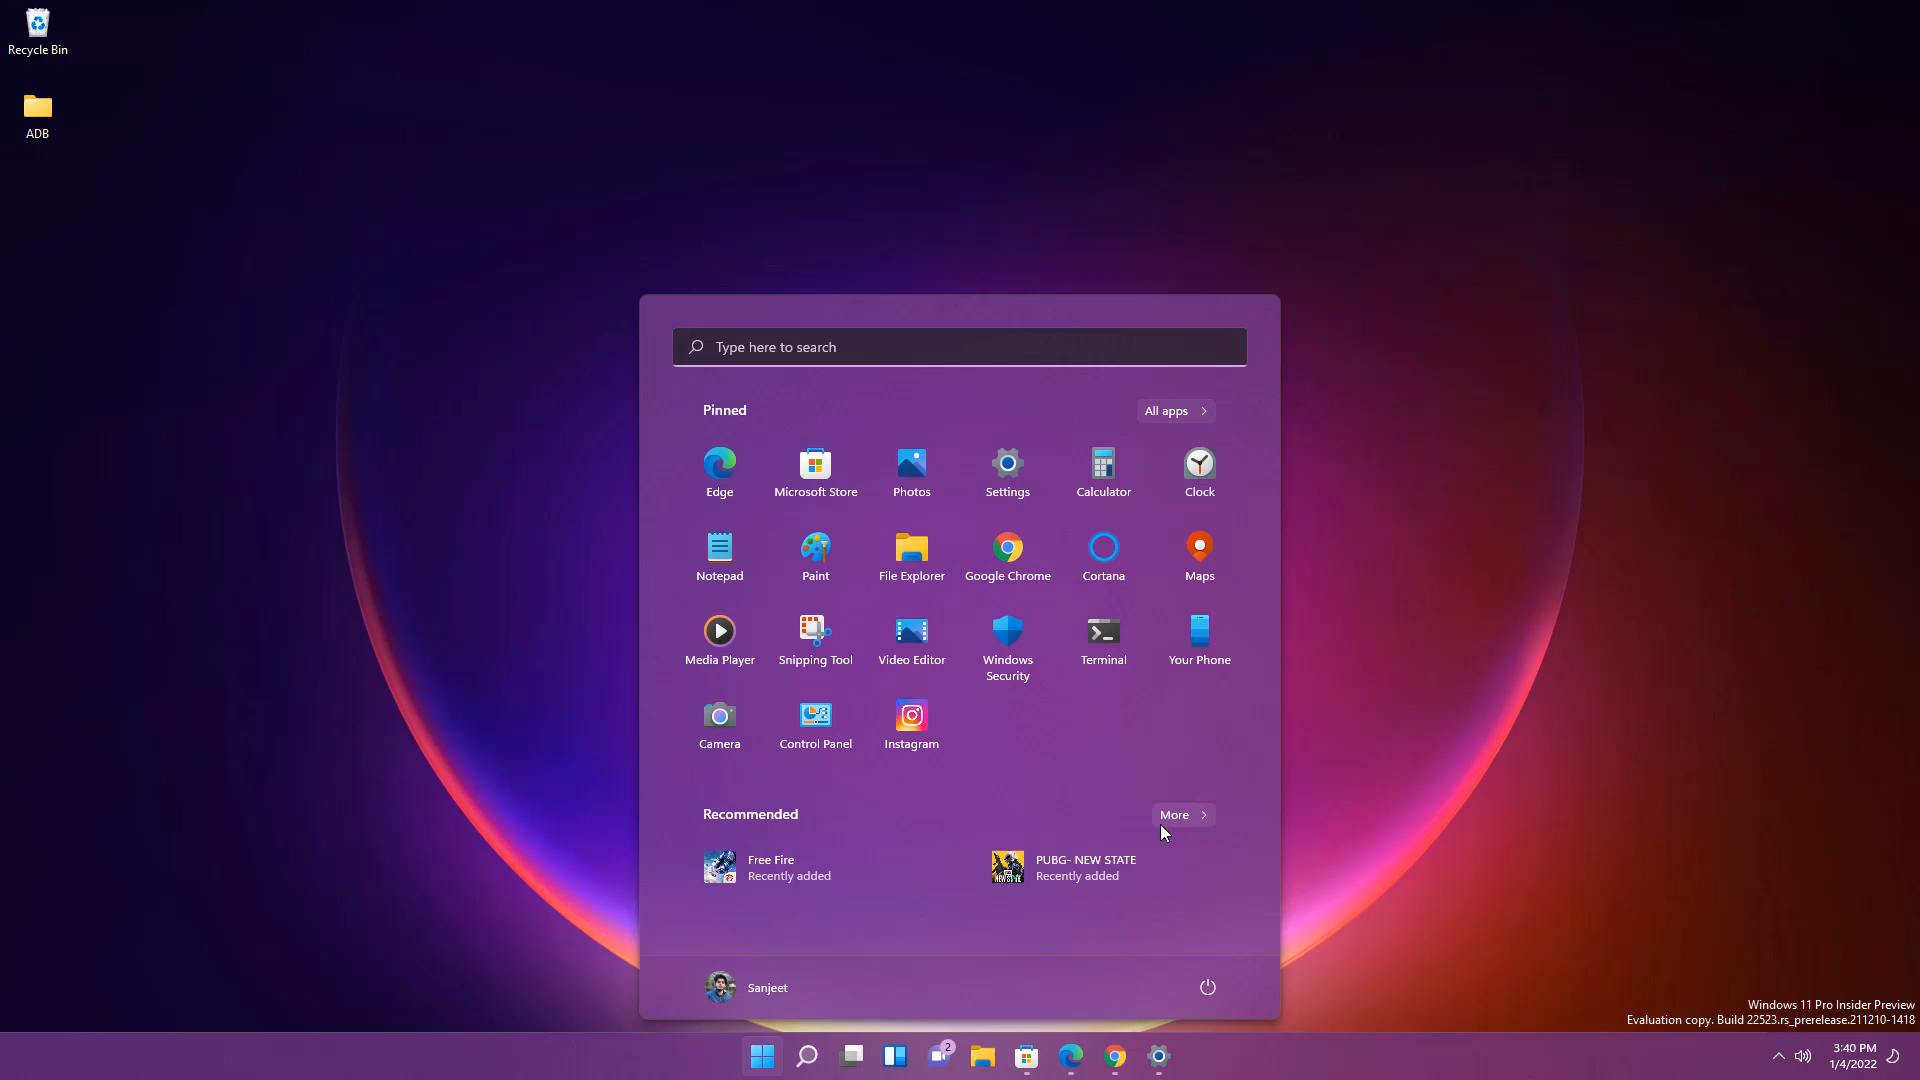 Recycle Bin
ADB
Type here to search
Pinned
All apps
Edge
Microsoft Store
Photos
Settings
Calculator
Clock
Notepad
Paint
File Explorer
Google Chrome
Cortana
Maps
Media Player
Snipping Tool
Video Editor
Windows
Security
Terminal
Your Phone
Camera
Control Panel
Instagram
Recommended
More
Free Fire
Recently added
PUBG- NEW STATE
Recently added
NEW STATE
Sanjeet
Windows 11 Pro Insider Preview
Evaluation copy. Build 22523.rs_prerelease.211210-1418
2
3:40 PM
1/4/2022